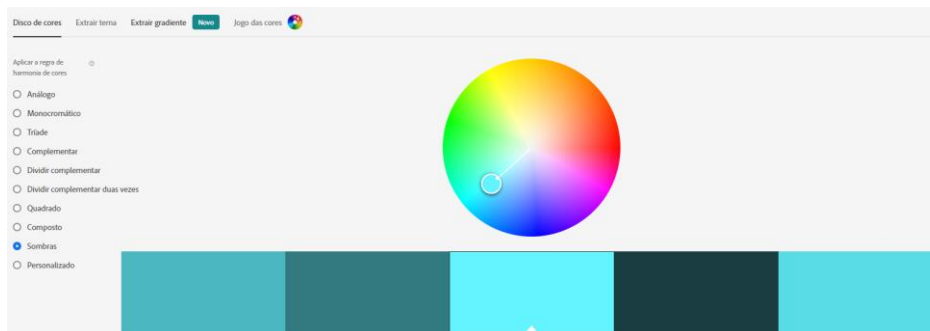 Disco de cores Extrair tema Extrair gradiente Novo Jogo das cores
Aplicar a regra de
harmonia de cores
Análogo
Monocromático
Tríade
Complementar
Dividir complementar
Dividir complementar duas vezes
Quadrado
Composto
Sombras
Personalizado